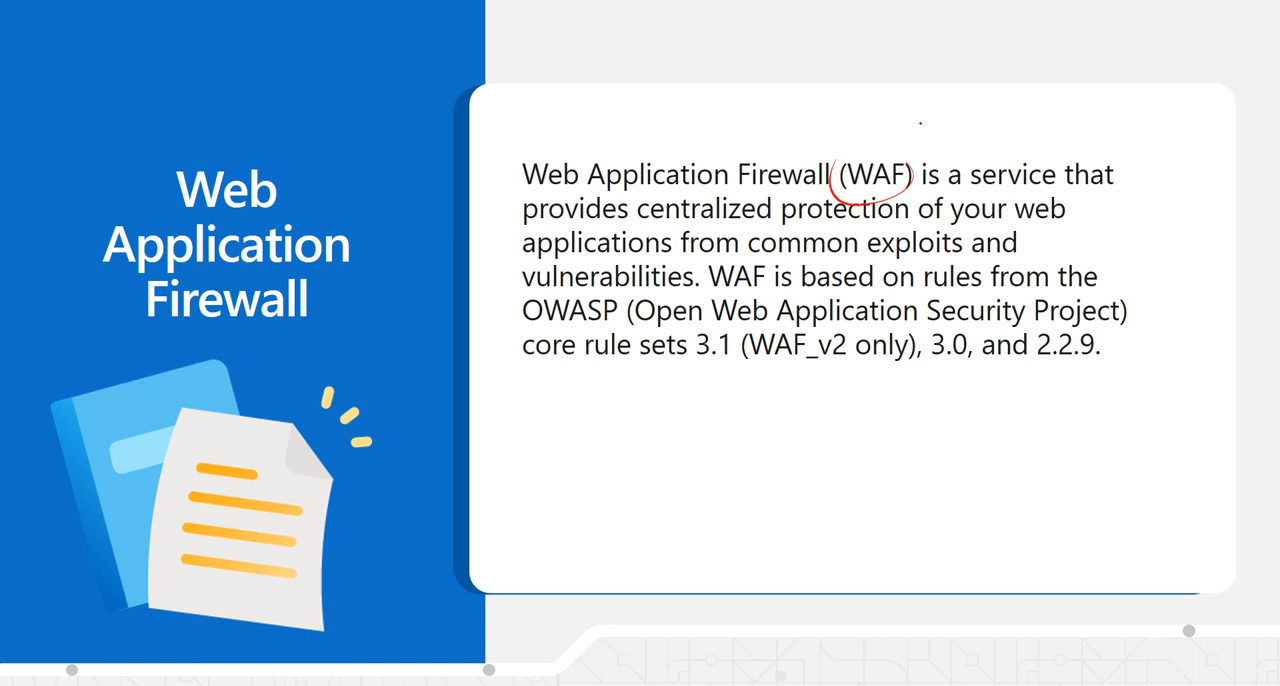 Web
Application
Firewall
Web Application Firewall (WAF) is a service that
provides centralized protection of your web
applications from common exploits and
vulnerabilities. WAF is based on rules from the
OWASP (Open Web Application Security Project)
core rule sets 3.1 (WAF_v2 only), 3.0, and 2.2.9.